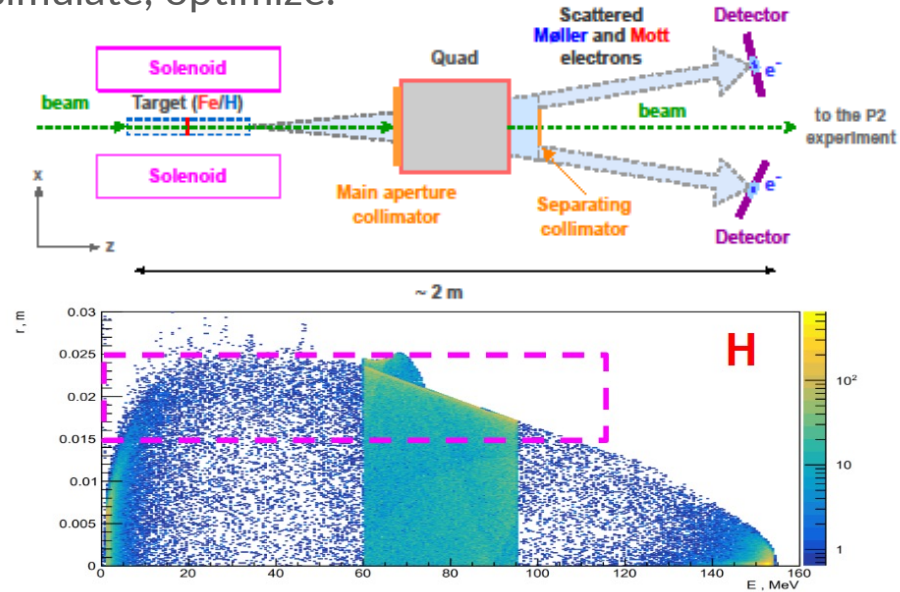 simulate, optimize.
Scattered
Møller and Mott
electrons
Detector
Solenoid
Quad
e⁻
beam
Target (Fe/H)
beam
to the P2
experiment
Solenoid
x
Main aperture
collimator
Separating
collimator
e⁻
z
Detector
~ 2 m
r, m
0.03
0.025
0.02
0.015
0.01
0.005
0
H
10²
10
1
0
20
40
60
80
100
120
140
160
E , MeV